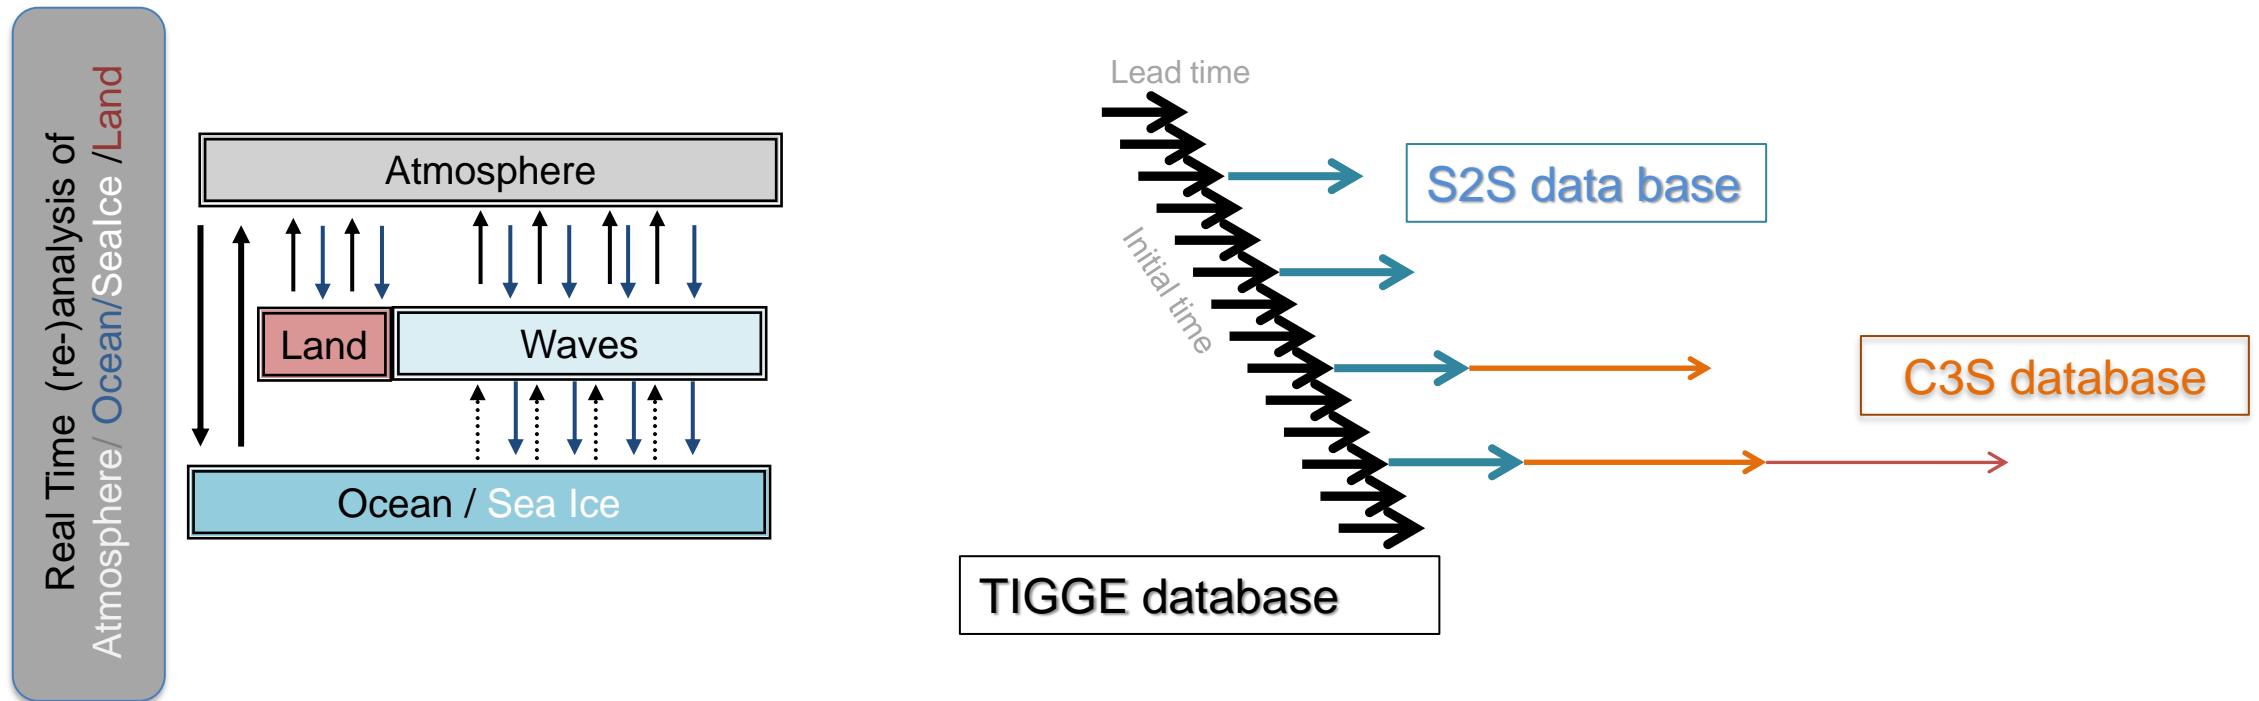 Real Time (re-)analysis of
Atmosphere/ Ocean/SeaIce /Land
Atmosphere
Land
Waves
Ocean / Sea Ice
Lead time
Initial time
S2S data base
C3S database
TIGGE database